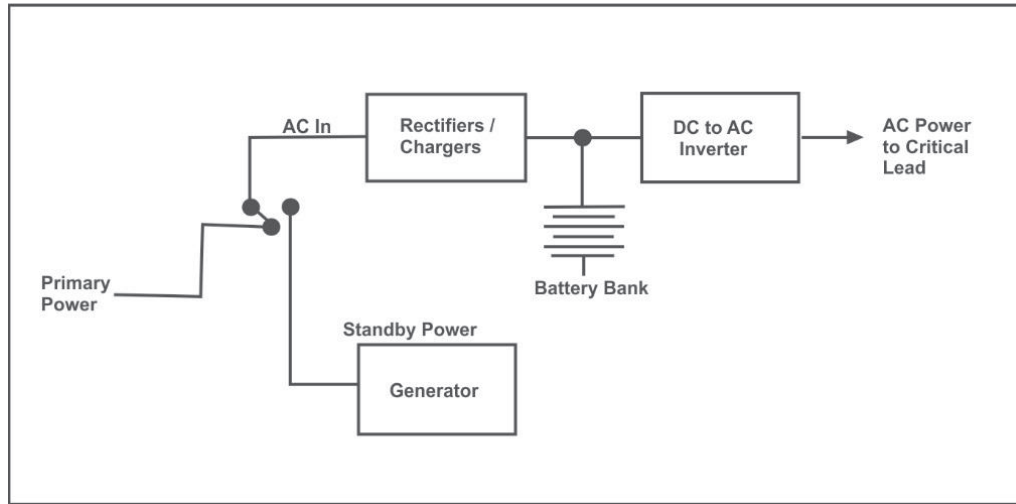 AC In
Rectifiers /
Chargers
DC to AC
Inverter
AC Power
to Critical
Lead
Primary
Power
Battery Bank
Standby Power
Generator